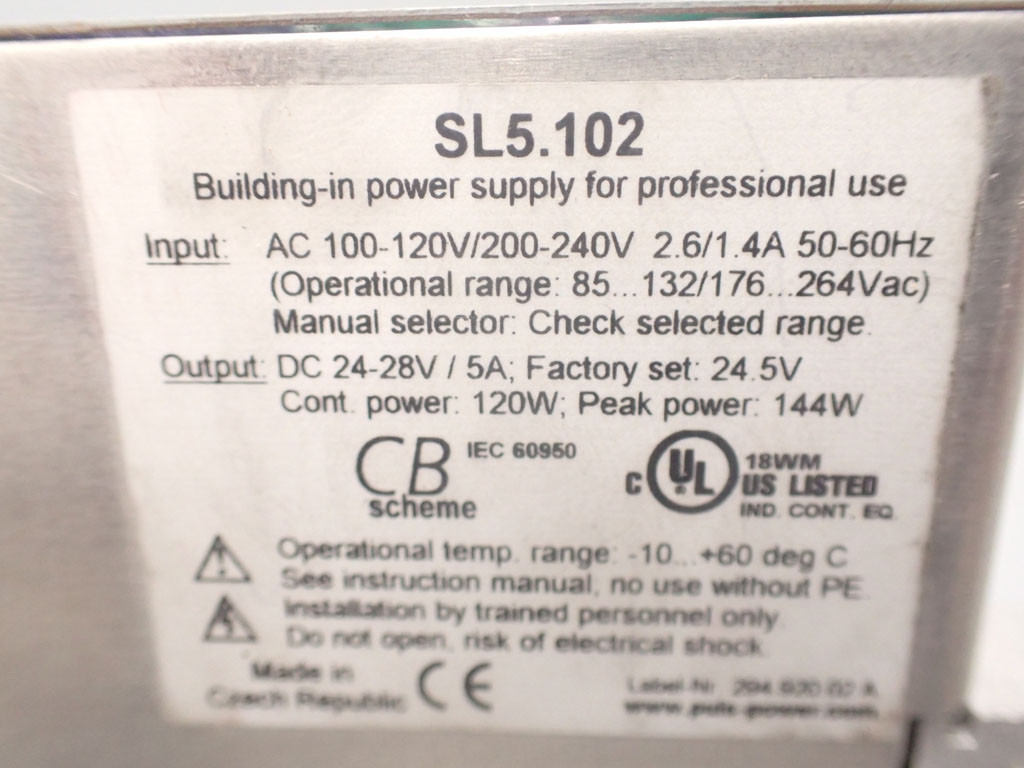 SL5.102
Building-in power supply for professional use
Input: AC 100-120V/200-240V 2.6/1.4A 50-60Hz
(Operational range: 85...132/176...264Vac)
Manual selector: Check selected range.
Output: DC 24-28V / 5A; Factory set: 24.5V
Cont. power: 120W; Peak power: 144W
CB scheme IEC 60950
C UL US LISTED 18WM
IND. CONT. EQ.
Operational temp. range: -10...+60 deg C
See instruction manual, no use without PE.
Installation by trained personnel only.
Do not open, risk of electrical shock.
Made in
Czech Republic CE
Label-Nr.
www.puls-power.com